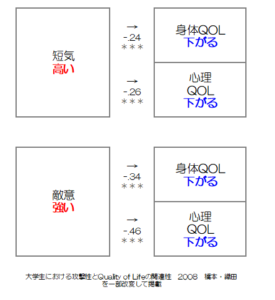 短気
高い
→
-.24
***
身体QOL
下がる
→
-.26
***
心理
QOL
下がる
敵意
強い
→
-.34
***
身体QOL
下がる
→
-.46
***
心理
QOL
下がる
大学生における攻撃性とQuality of Lifeの関連性 2008 橋本・織田
を一部改変して掲載